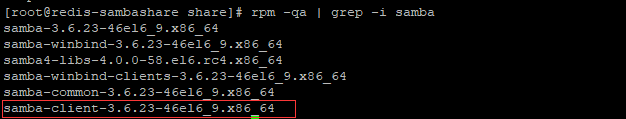 [root@redis-sambashare share]# rpm -qa | grep -i samba
samba-3.6.23-46el6_9.x86_64
samba-winbind-3.6.23-46el6_9.x86_64
samba4-libs-4.0.0-58.el6.rc4.x86_64
samba-winbind-clients-3.6.23-46el6_9.x86_64
samba-common-3.6.23-46el6_9.x86_64
samba-client-3.6.23-46el6_9.x86_64